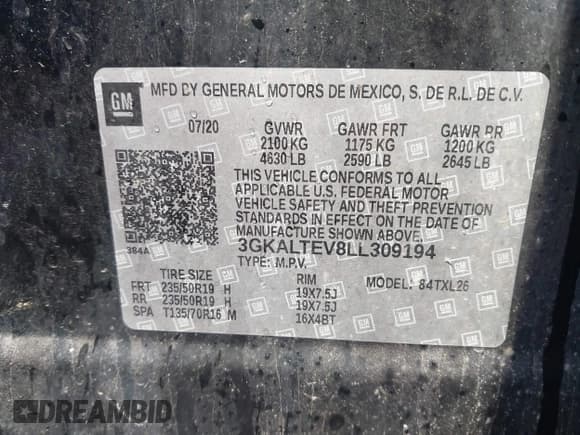 GM
MFD BY GENERAL MOTORS DE MEXICO, S. DE R.L. DE C.V.
07/20 GVWR GAWR FRT GAWR RR
2100 KG 1175 KG 1200 KG
4630 LB 2590 LB 2645 LB
THIS VEHICLE CONFORMS TO ALL
APPLICABLE U.S. FEDERAL MOTOR
VEHICLE SAFETY AND THEFT PREVENTION
STANDARDS IN EFFECT ON THE DATE OF
MANUFACTURE SHOWN ABOVE.
384A
3GKALTEV8LL309194
TYPE: M.P.V. MODEL: 84TXL26
TIRE SIZE RIM
FRT 235/50R19 H 19X7.5J
RR 235/50R19 H 19X7.5J
SPA T135/70R16 M 16X4BT
DREAMBID